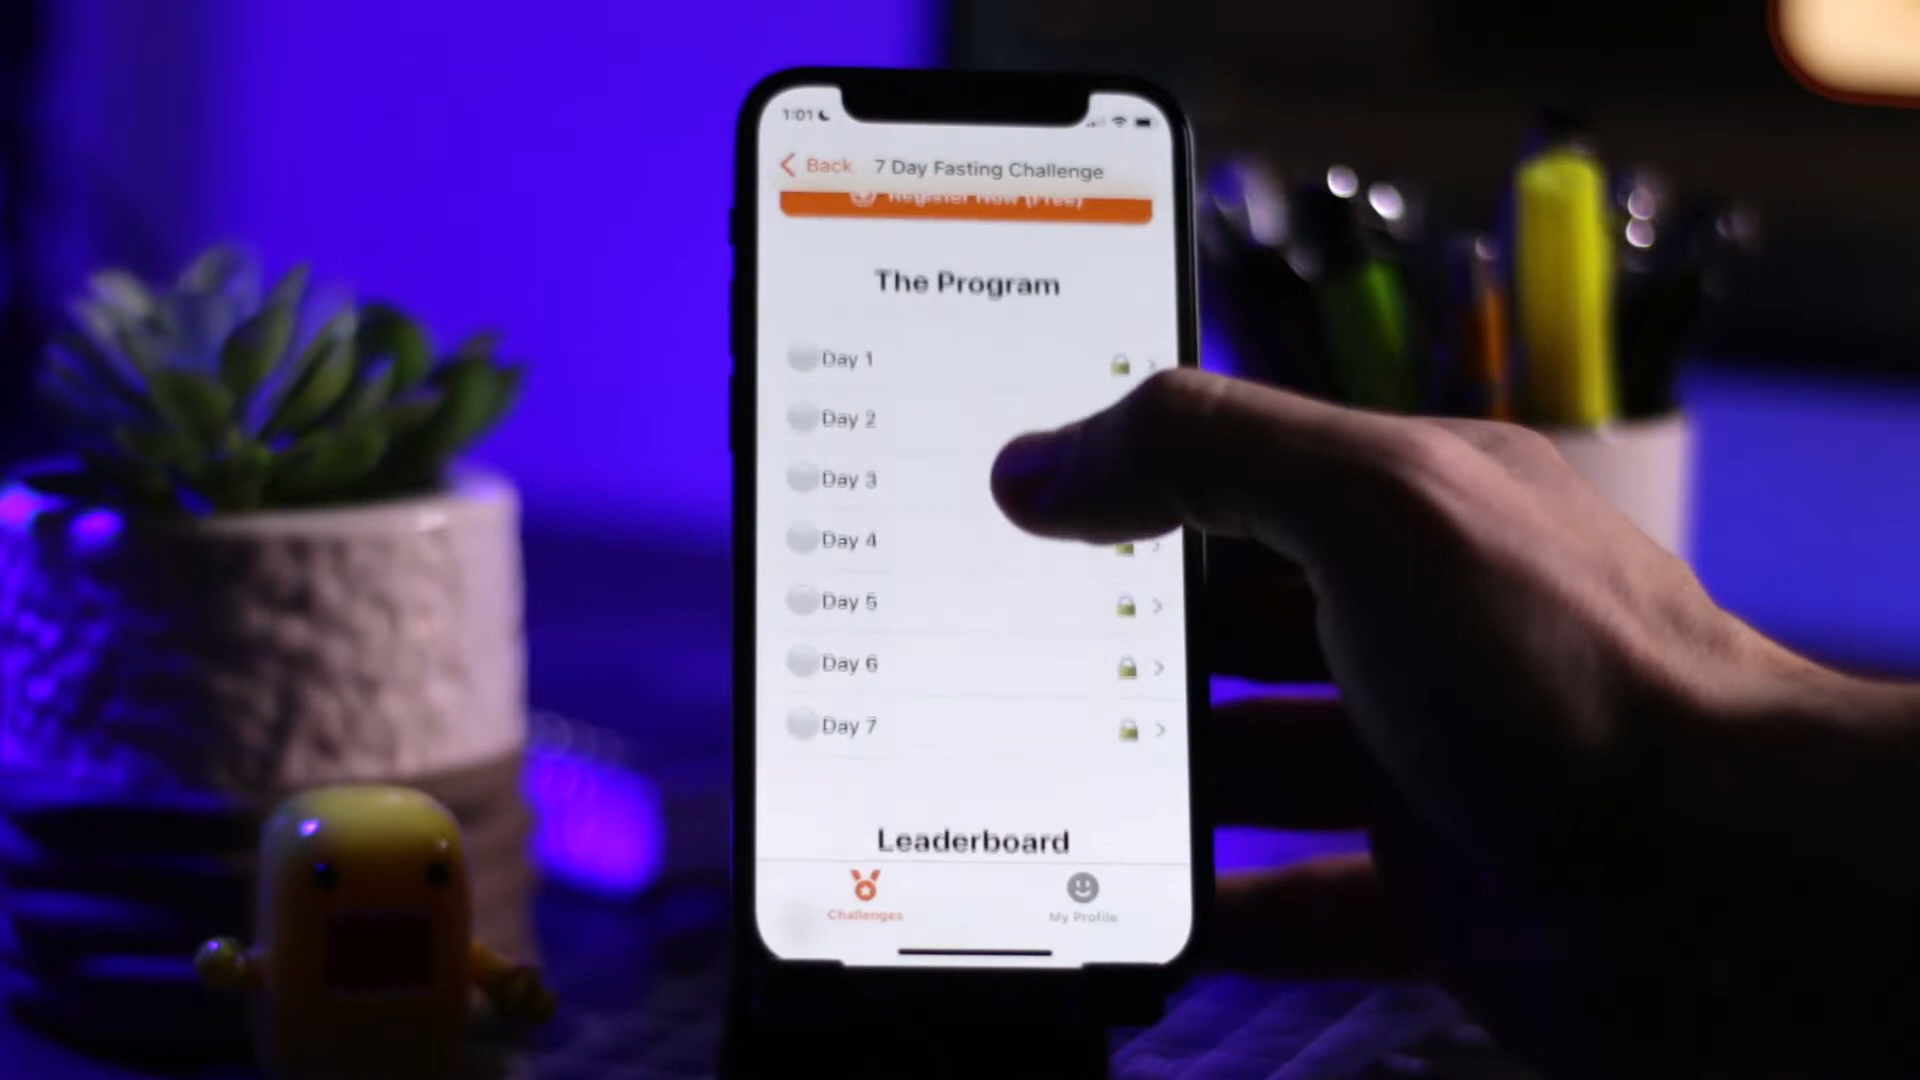 1:01
Back 7 Day Fasting Challenge
Register Now (Free)
The Program
Day 1
Day 2
Day 3
Day 4
Day 5
Day 6
Day 7
Leaderboard
Challenges My Profile